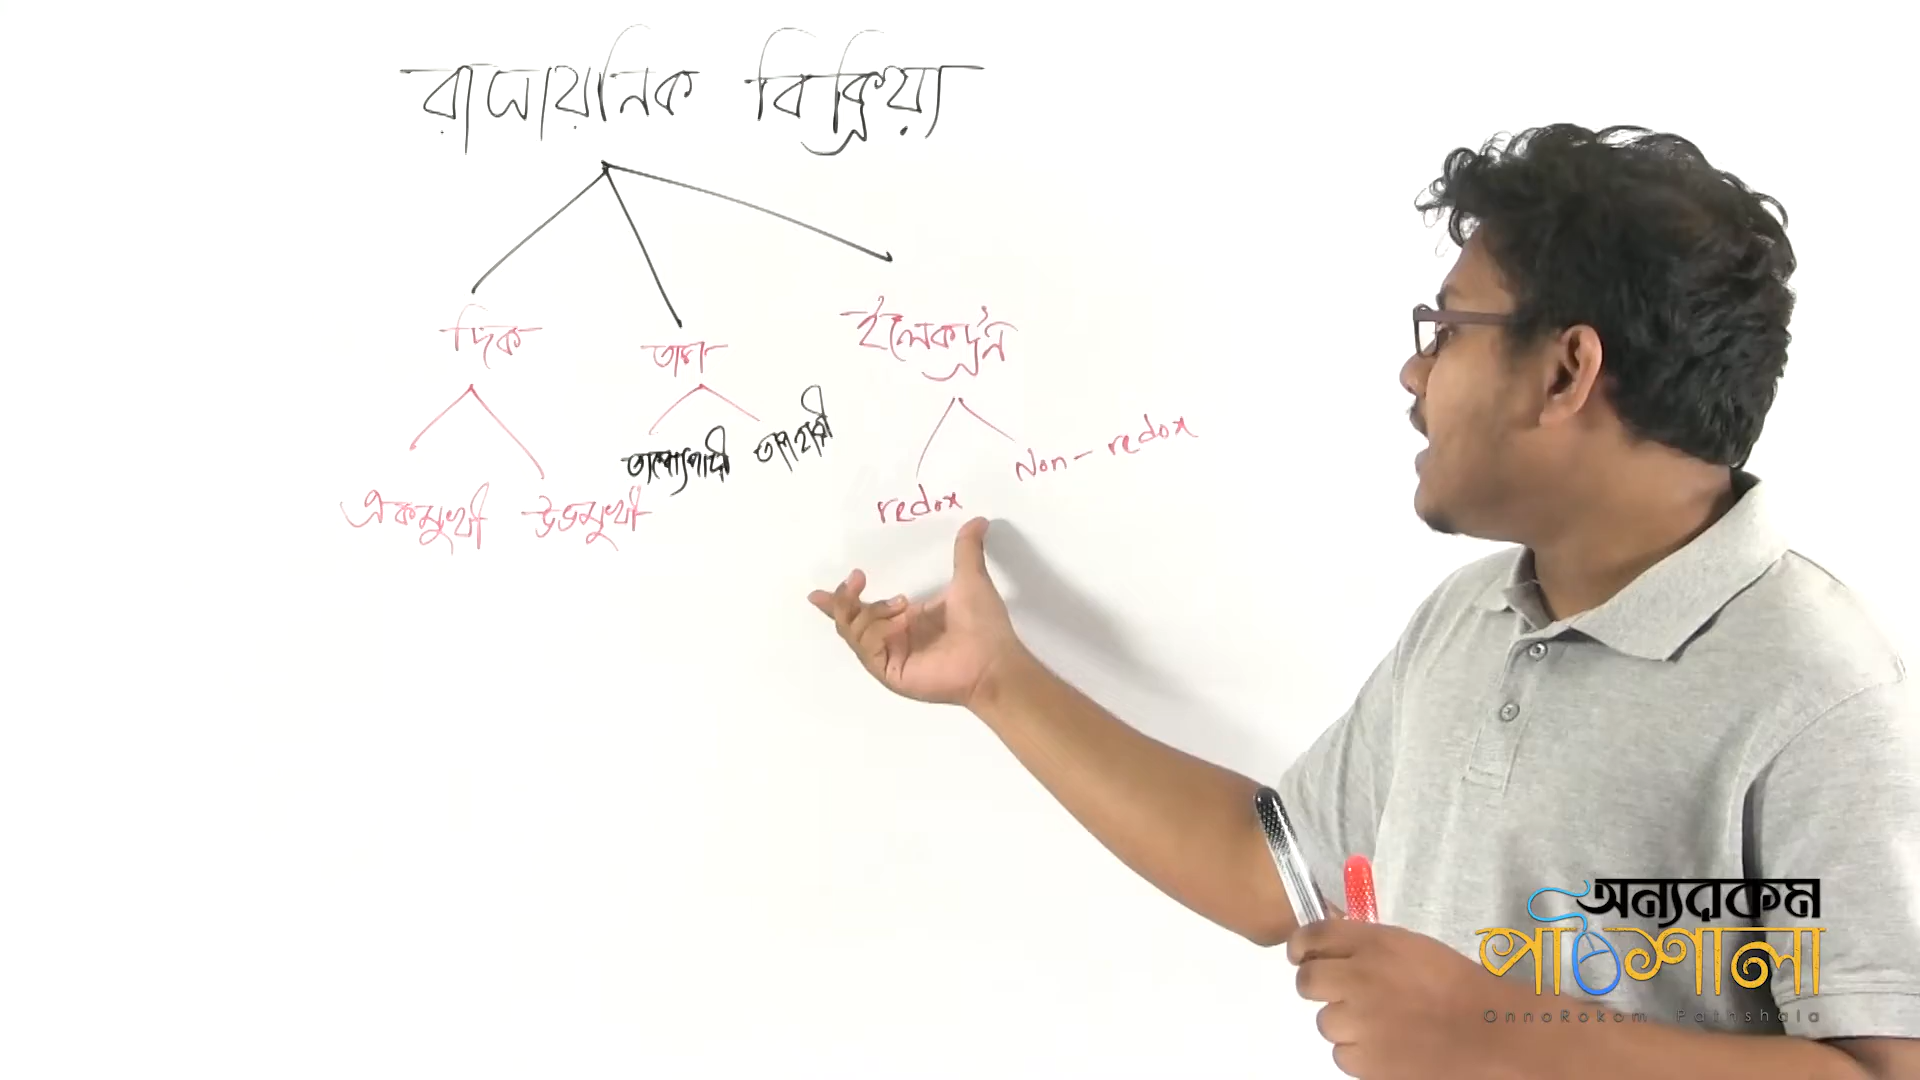 রাসায়নিক বিক্রিয়া
দিক
তাপ
ইলেকট্রন
একমুখী
উভমুখী
তাপোৎপাদী
তাপহারী
redox
Non-redox
অন্যরকম
পাঠশালা
OnnoRokom Pathshala